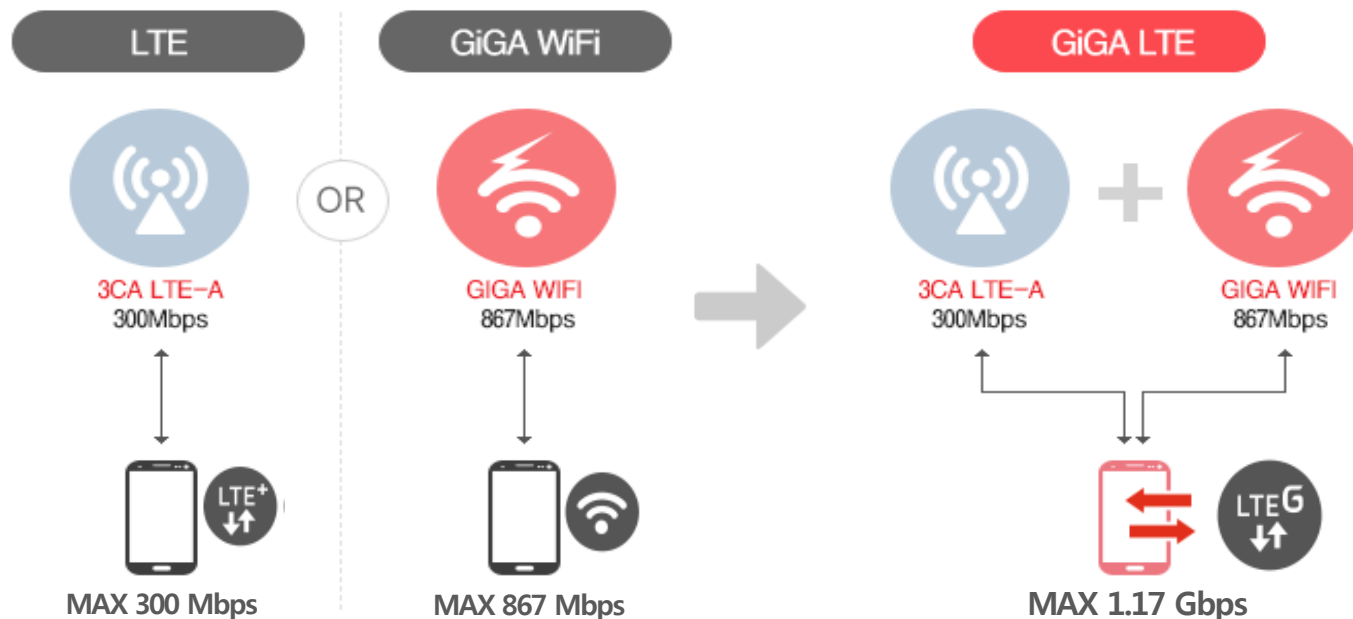 LTE
GiGA WiFi
GiGA LTE
OR
3CA LTE-A
300Mbps
GIGA WIFI
867Mbps
3CA LTE-A
300Mbps
GIGA WIFI
867Mbps
LTE+
LTE G
MAX 300 Mbps
MAX 867 Mbps
MAX 1.17 Gbps